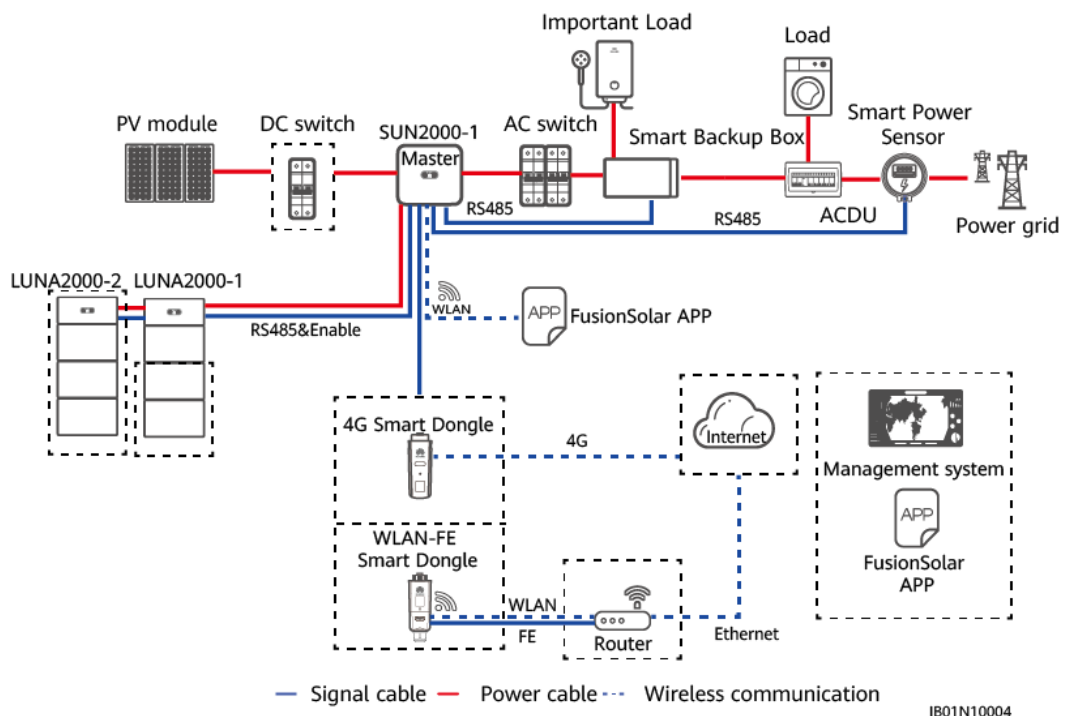 Important Load
Load
PV module
DC switch
SUN2000-1
AC switch
Smart Power
Sensor
Master
Smart Backup Box
RS485
RS485
ACDU
Power grid
LUNA2000-2
LUNA2000-1
RS485&Enable
WLAN
APP
FusionSolar APP
4G Smart Dongle
4G
Internet
Management system
APP
FusionSolar
APP
WLAN-FE
Smart Dongle
WLAN
FE
Router
Ethernet
Signal cable
Power cable
Wireless communication
IB01N10004